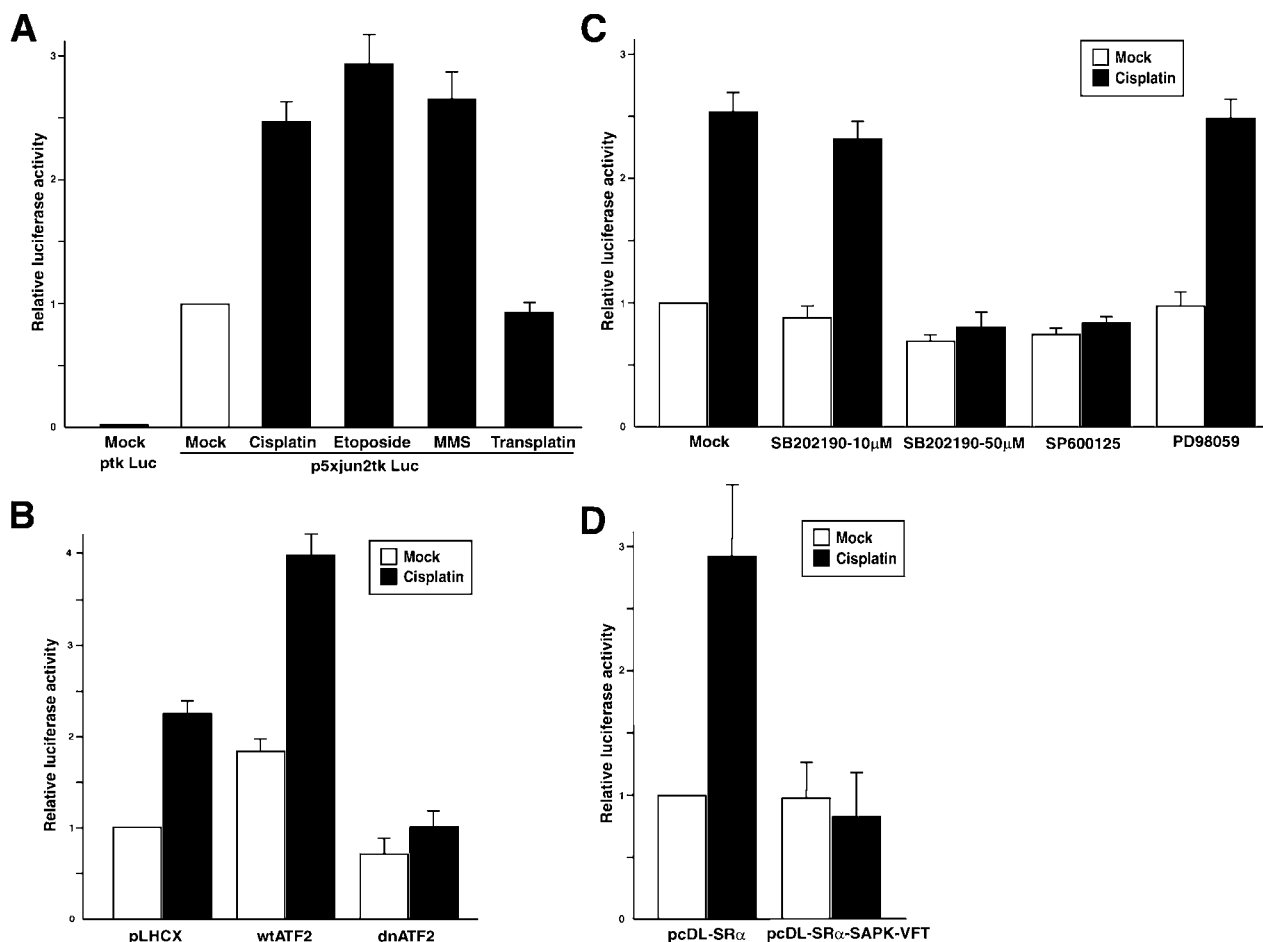 A
Relative luciferase activity
3
2
1
0
Mock Mock Cisplatin Etoposide MMS Transplatin
ptk Luc p5xjun2tk Luc
B
Relative luciferase activity
4
3
2
1
0
Mock
Cisplatin
pLHCX wtATF2 dnATF2
C
Relative luciferase activity
3
2
1
0
Mock
Cisplatin
Mock SB202190-10μM SB202190-50μM SP600125 PD98059
D
Relative luciferase activity
3
2
1
0
Mock
Cisplatin
pcDL-SRα pcDL-SRα-SAPK-VFT